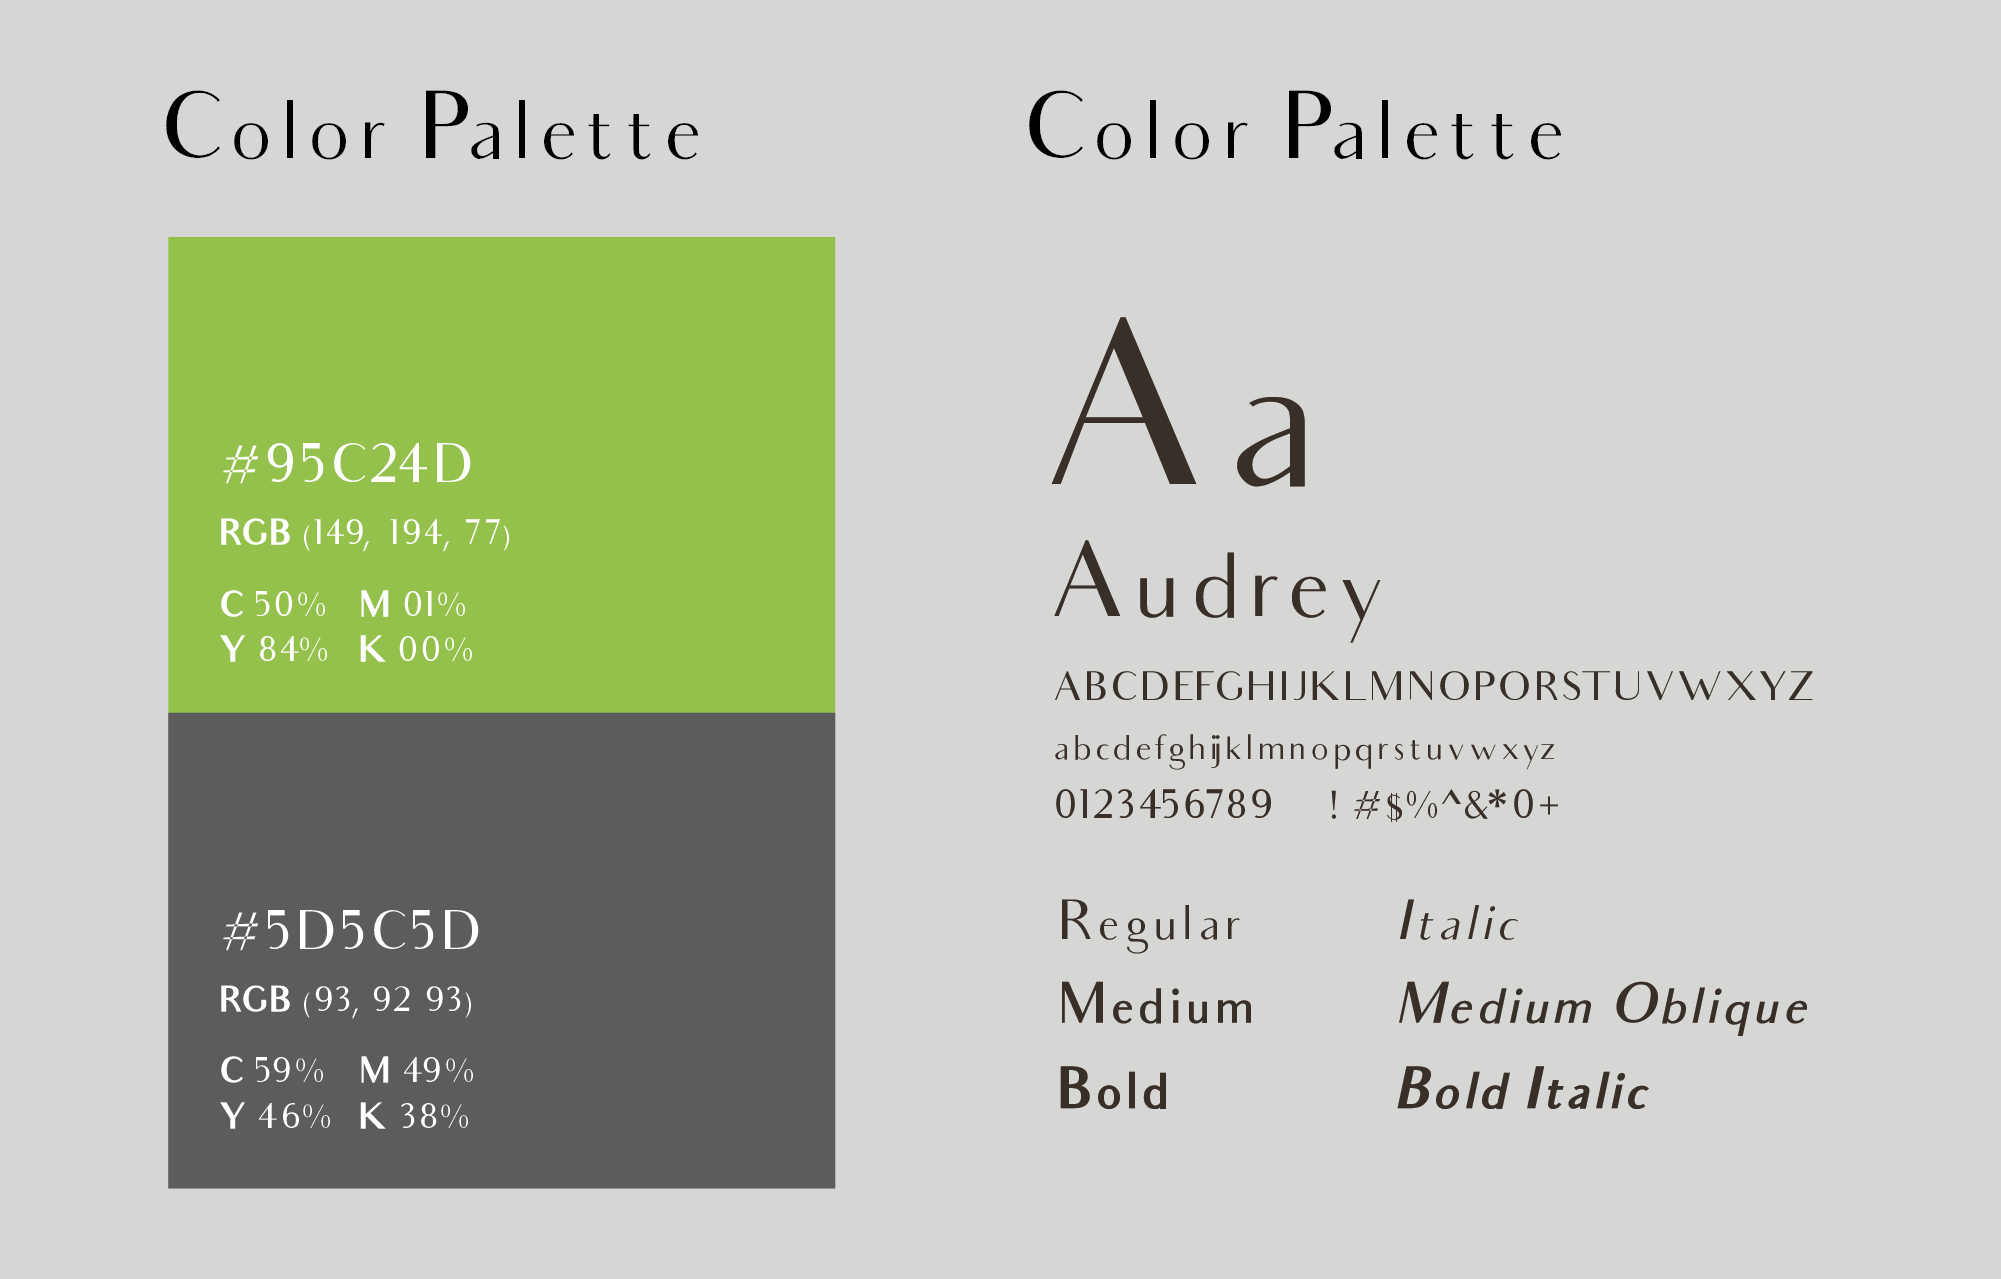 Color Palette
#95C24D
RGB (149, 194, 77)
C 50% M 01%
Y 84% K 00%
#5D5C5D
RGB (93, 92 93)
C 59% M 49%
Y 46% K 38%
Color Palette
Aa
Audrey
ABCDEFGHIJKLMNOPORSTUVWXYZ
abcdefghijklmnopqrstuvwxyz
0123456789 ! #$%^&*0+
Regular Italic
Medium Medium Oblique
Bold Bold Italic